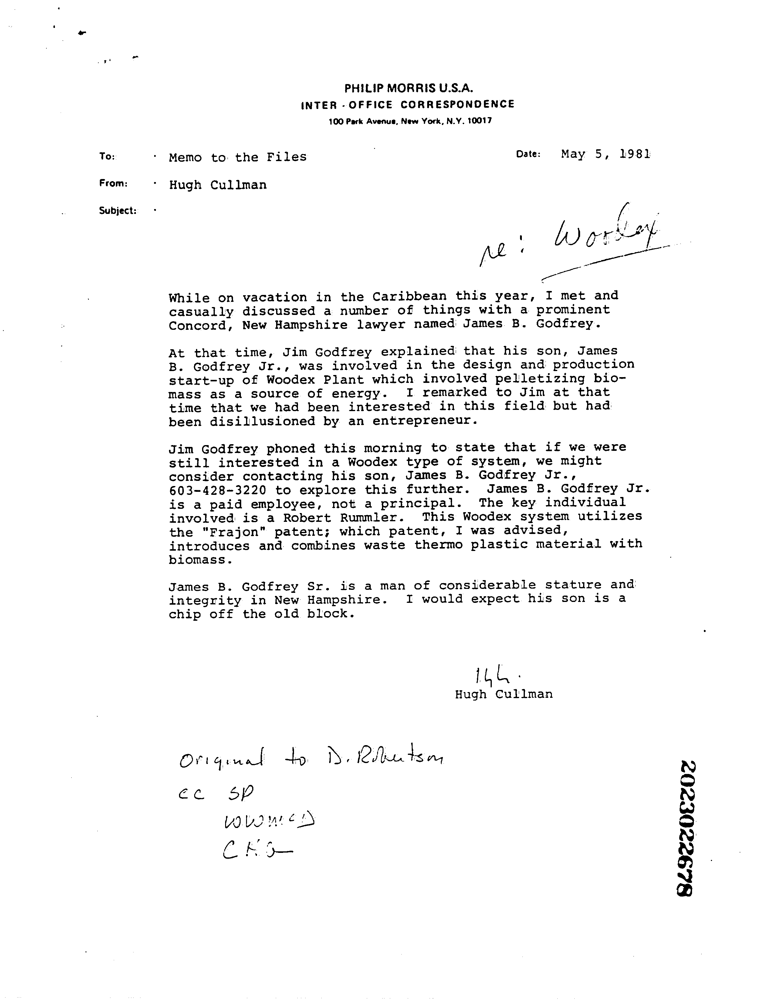 PHILIP MORRIS U.S.A.
INTER - OFFICE CORRESPONDENCE
100 Park Avenue, New York, N.Y. 10017
To: Memo to the Files Date: May 5, 1981
From: Hugh Cullman
Subject:
re: Woodex
While on vacation in the Caribbean this year, I met and
casually discussed a number of things with a prominent
Concord, New Hampshire lawyer named James B. Godfrey.
At that time, Jim Godfrey explained that his son, James
B. Godfrey Jr., was involved in the design and production
start-up of Woodex Plant which involved pelletizing bio-
mass as a source of energy. I remarked to Jim at that
time that we had been interested in this field but had
been disillusioned by an entrepreneur.
Jim Godfrey phoned this morning to state that if we were
still interested in a Woodex type of system, we might
consider contacting his son, James B. Godfrey Jr.,
603-428-3220 to explore this further. James B. Godfrey Jr.
is a paid employee, not a principal. The key individual
involved is a Robert Rummler. This Woodex system utilizes
the "Frajon" patent; which patent, I was advised,
introduces and combines waste thermo plastic material with
biomass.
James B. Godfrey Sr. is a man of considerable stature and
integrity in New Hampshire. I would expect his son is a
chip off the old block.
Hugh Cullman
Original to D. Robertson
cc SP
WWMcD
2023022678